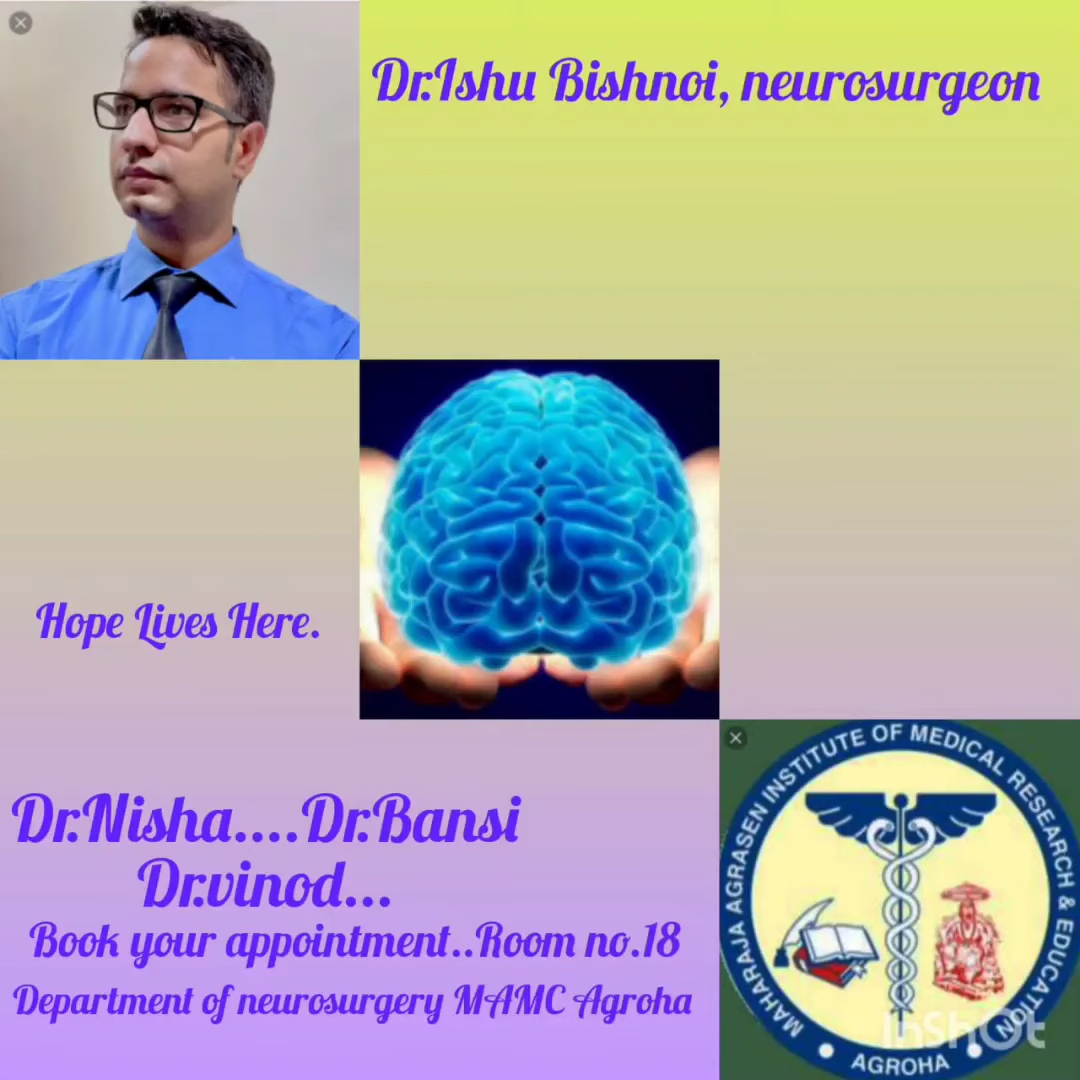 Dr.Ishu Bishnoi, neurosurgeon
Hope Lives Here.
Dr.Nisha....Dr.Bansi
Dr.vinod...
Book your appointment..Room no.18
Department of neurosurgery MAMC Agroha
MAHARAJA AGRASEN INSTITUTE OF MEDICAL RESEARCH & EDUCATION
AGROHA
InShOt